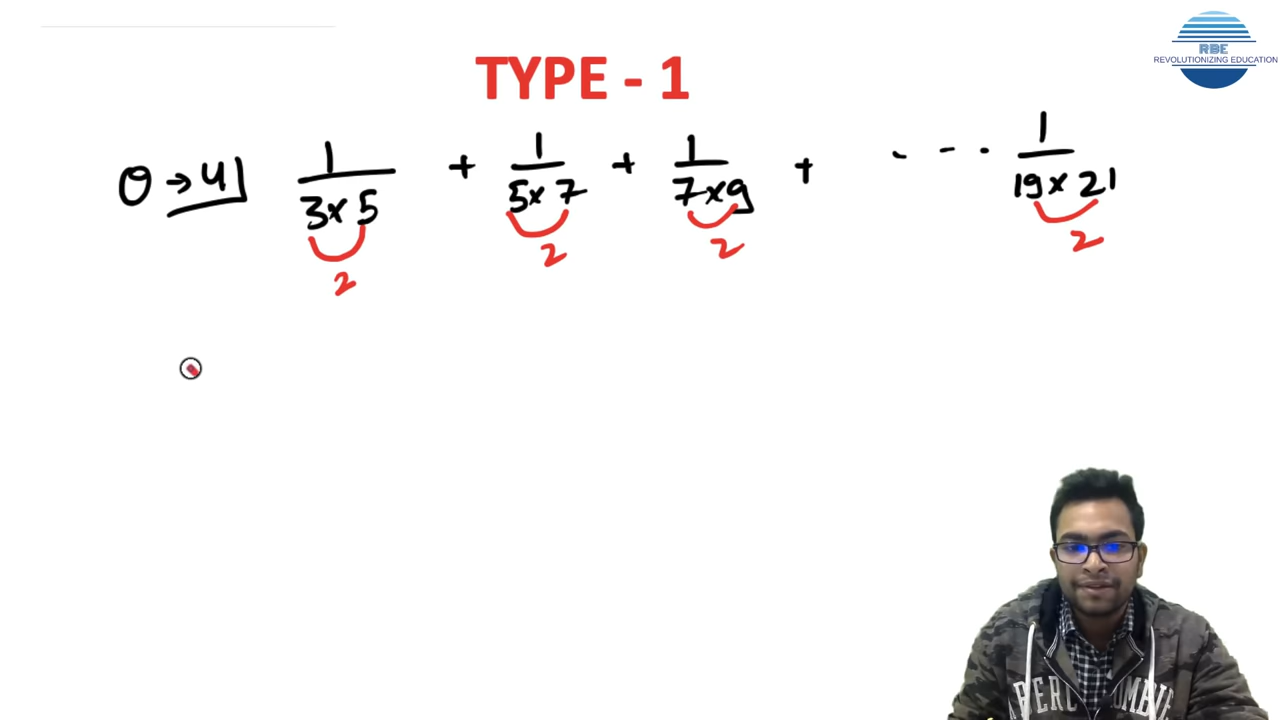 RBE
REVOLUTIONIZING EDUCATION
TYPE - 1
Q → 4] 1/3×5 + 1/5×7 + 1/7×9 + - - - . 1/19×21
2 2 2 2